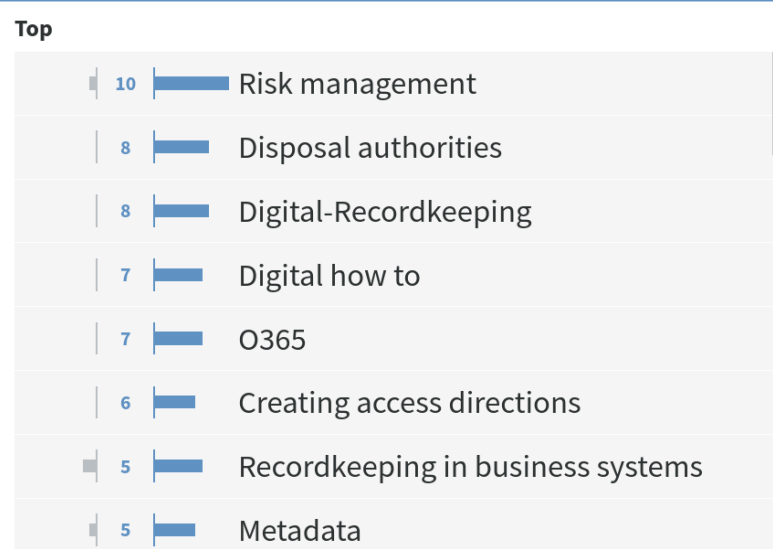 Top
10 Risk management
8 Disposal authorities
8 Digital-Recordkeeping
7 Digital how to
7 O365
6 Creating access directions
5 Recordkeeping in business systems
5 Metadata